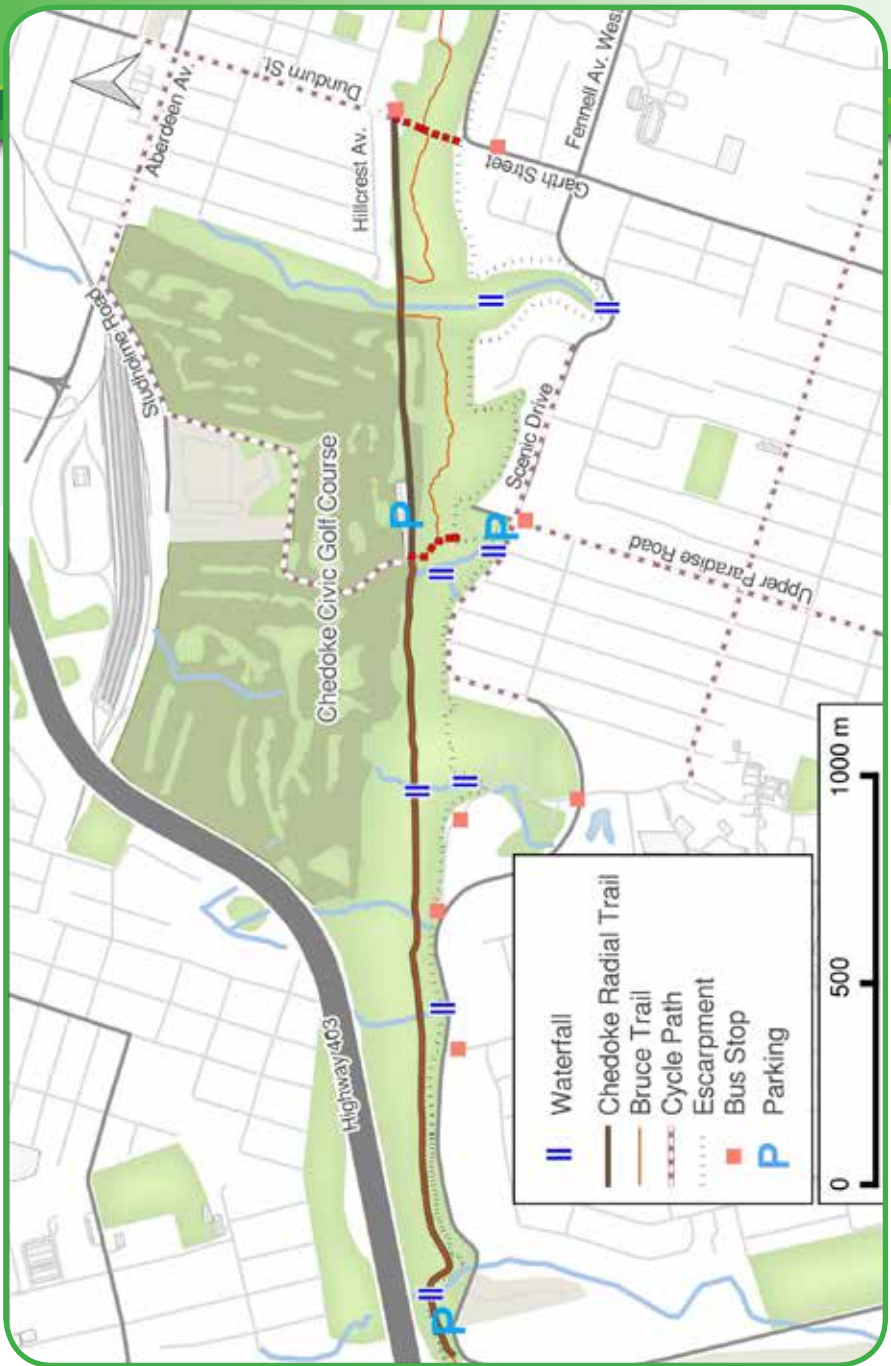 Highway 403
Chedoke Civic Golf Course
Studholme Road
Aberdeen Av.
Dundurn St.
Hillcrest Av.
P
P
P
Garth Street
Fennell Av. West
Scenic Drive
Upper Paradise Road
Waterfall
Chedoke Radial Trail
Bruce Trail
Cycle Path
Escarpment
Bus Stop
P Parking
0 500 1000 m